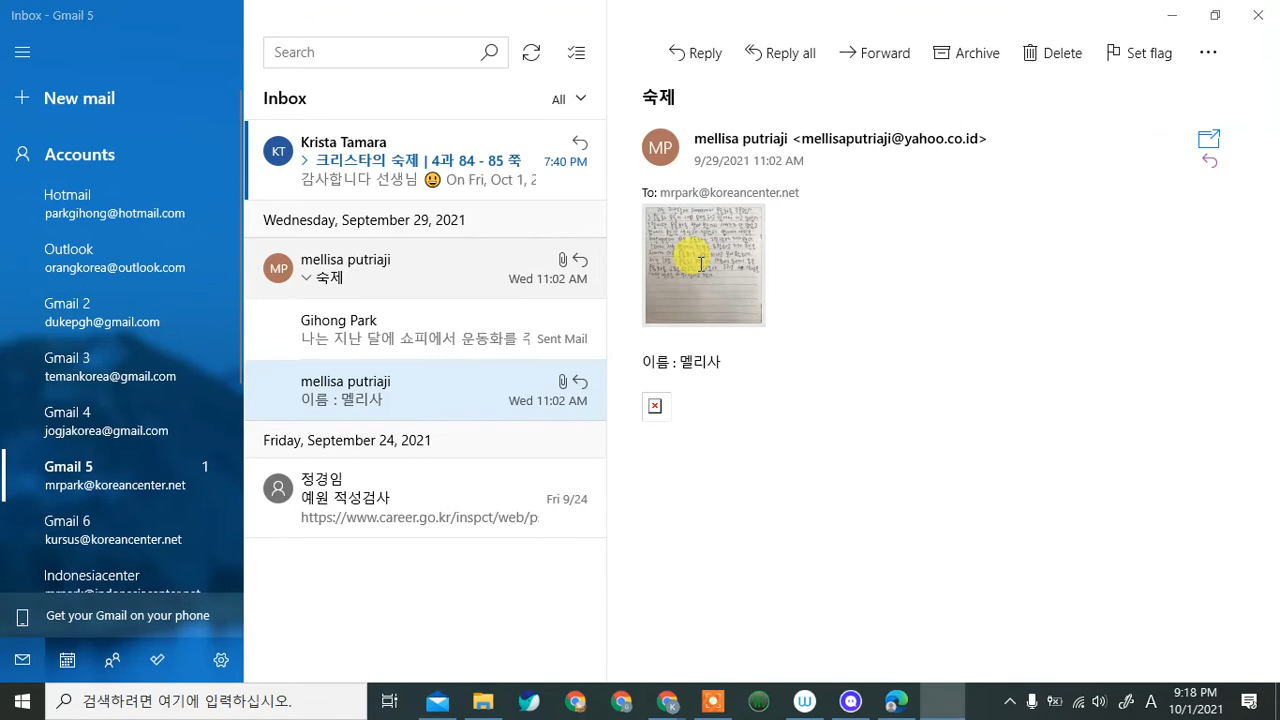 Inbox - Gmail 5
New mail
Accounts
Hotmail
parkgihong@hotmail.com
Outlook
orangkorea@outlook.com
Gmail 2
dukepgh@gmail.com
Gmail 3
temankorea@gmail.com
Gmail 4
jogjakorea@gmail.com
Gmail 5 1
mrpark@koreancenter.net
Gmail 6
kursus@koreancenter.net
Indonesiacenter
mrpark@indonesiacenter.net
Get your Gmail on your phone
Search
Inbox
All
KT
Krista Tamara
크리스타의 숙제 | 4과 84 - 85 쪽 7:40 PM
감사합니다 선생님 😀 On Fri, Oct 1, 2
Wednesday, September 29, 2021
MP
mellisa putriaji
숙제 Wed 11:02 AM
Gihong Park
나는 지난 달에 쇼피에서 운동화를 Sent Mail
mellisa putriaji
이름 : 멜리사 Wed 11:02 AM
Friday, September 24, 2021
정경임
예원 적성검사 Fri 9/24
https://www.career.go.kr/inspct/web/p
Reply Reply all Forward Archive Delete Set flag
숙제
MP
mellisa putriaji <mellisaputriaji@yahoo.co.id>
9/29/2021 11:02 AM
To: mrpark@koreancenter.net
이름 : 멜리사
검색하려면 여기에 입력하십시오.
A
9:18 PM
10/1/2021